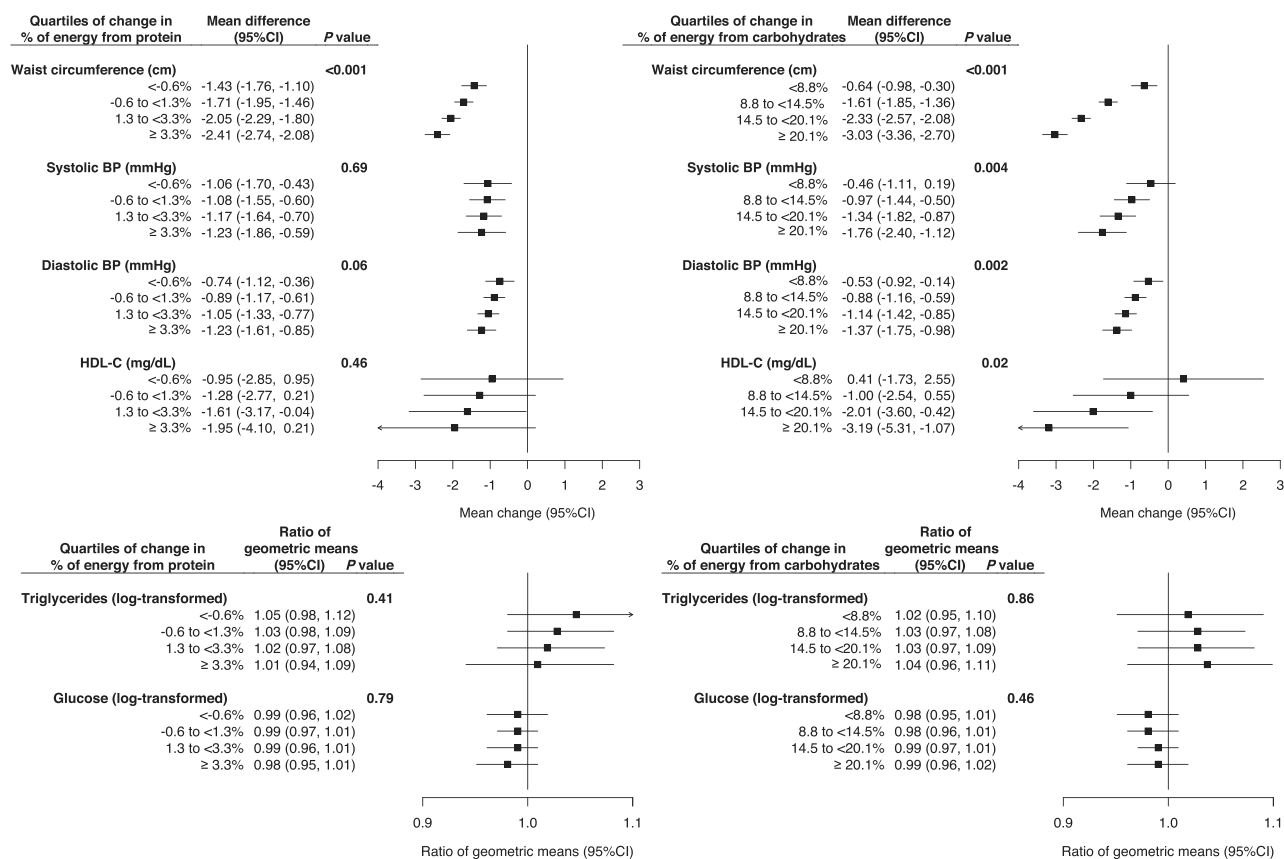 Quartiles of change in Mean difference
% of energy from protein (95%CI) P value
Waist circumference (cm) <0.001
<-0.6% -1.43 (-1.76, -1.10)
-0.6 to <1.3% -1.71 (-1.95, -1.46)
1.3 to <3.3% -2.05 (-2.29, -1.80)
≥ 3.3% -2.41 (-2.74, -2.08)
Systolic BP (mmHg) 0.69
<-0.6% -1.06 (-1.70, -0.43)
-0.6 to <1.3% -1.08 (-1.55, -0.60)
1.3 to <3.3% -1.17 (-1.64, -0.70)
≥ 3.3% -1.23 (-1.86, -0.59)
Diastolic BP (mmHg) 0.06
<-0.6% -0.74 (-1.12, -0.36)
-0.6 to <1.3% -0.89 (-1.17, -0.61)
1.3 to <3.3% -1.05 (-1.33, -0.77)
≥ 3.3% -1.23 (-1.61, -0.85)
HDL-C (mg/dL) 0.46
<-0.6% -0.95 (-2.85, 0.95)
-0.6 to <1.3% -1.28 (-2.77, 0.21)
1.3 to <3.3% -1.61 (-3.17, -0.04)
≥ 3.3% -1.95 (-4.10, 0.21)
-4 -3 -2 -1 0 1 2 3
Mean change (95%CI)
Quartiles of change in Mean difference
% of energy from carbohydrates (95%CI) P value
Waist circumference (cm) <0.001
<8.8% -0.64 (-0.98, -0.30)
8.8 to <14.5% -1.61 (-1.85, -1.36)
14.5 to <20.1% -2.33 (-2.57, -2.08)
≥ 20.1% -3.03 (-3.36, -2.70)
Systolic BP (mmHg) 0.004
<8.8% -0.46 (-1.11, 0.19)
8.8 to <14.5% -0.97 (-1.44, -0.50)
14.5 to <20.1% -1.34 (-1.82, -0.87)
≥ 20.1% -1.76 (-2.40, -1.12)
Diastolic BP (mmHg) 0.002
<8.8% -0.53 (-0.92, -0.14)
8.8 to <14.5% -0.88 (-1.16, -0.59)
14.5 to <20.1% -1.14 (-1.42, -0.85)
≥ 20.1% -1.37 (-1.75, -0.98)
HDL-C (mg/dL) 0.02
<8.8% 0.41 (-1.73, 2.55)
8.8 to <14.5% -1.00 (-2.54, 0.55)
14.5 to <20.1% -2.01 (-3.60, -0.42)
≥ 20.1% -3.19 (-5.31, -1.07)
-4 -3 -2 -1 0 1 2 3
Mean change (95%CI)
Ratio of
Quartiles of change in geometric means
% of energy from protein (95%CI) P value
Triglycerides (log-transformed) 0.41
<-0.6% 1.05 (0.98, 1.12)
-0.6 to <1.3% 1.03 (0.98, 1.09)
1.3 to <3.3% 1.02 (0.97, 1.08)
≥ 3.3% 1.01 (0.94, 1.09)
Glucose (log-transformed) 0.79
<-0.6% 0.99 (0.96, 1.02)
-0.6 to <1.3% 0.99 (0.97, 1.01)
1.3 to <3.3% 0.99 (0.96, 1.01)
≥ 3.3% 0.98 (0.95, 1.01)
0.9 1.0 1.1
Ratio of geometric means (95%CI)
Ratio of
Quartiles of change in geometric means
% of energy from carbohydrates (95%CI) P value
Triglycerides (log-transformed) 0.86
<8.8% 1.02 (0.95, 1.10)
8.8 to <14.5% 1.03 (0.97, 1.08)
14.5 to <20.1% 1.03 (0.97, 1.09)
≥ 20.1% 1.04 (0.96, 1.11)
Glucose (log-transformed) 0.46
<8.8% 0.98 (0.95, 1.01)
8.8 to <14.5% 0.98 (0.96, 1.01)
14.5 to <20.1% 0.99 (0.97, 1.01)
≥ 20.1% 0.99 (0.96, 1.02)
0.9 1.0 1.1
Ratio of geometric means (95%CI)